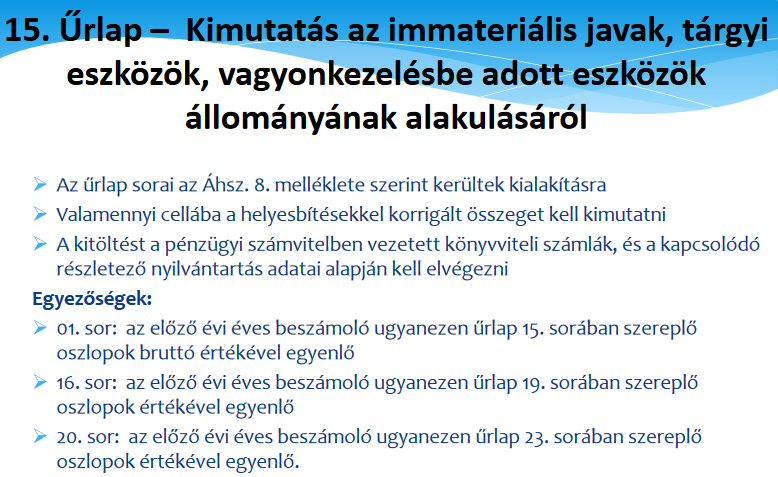 15. Űrlap – Kimutatás az immateriális javak, tárgyi
eszközök, vagyonkezelésbe adott eszközök
állományának alakulásáról
Az űrlap sorai az Áhsz. 8. melléklete szerint kerültek kialakításra
Valamennyi cellába a helyesbítésekkel korrigált összeget kell kimutatni
A kitöltést a pénzügyi számvitelben vezetett könyvviteli számlák, és a kapcsolódó
részletező nyilvántartás adatai alapján kell elvégezni
Egyezőségek:
01. sor: az előző évi éves beszámoló ugyanezen űrlap 15. sorában szereplő
oszlopok bruttó értékével egyenlő
16. sor: az előző évi éves beszámoló ugyanezen űrlap 19. sorában szereplő
oszlopok értékével egyenlő
20. sor: az előző évi éves beszámoló ugyanezen űrlap 23. sorában szereplő
oszlopok értékével egyenlő.